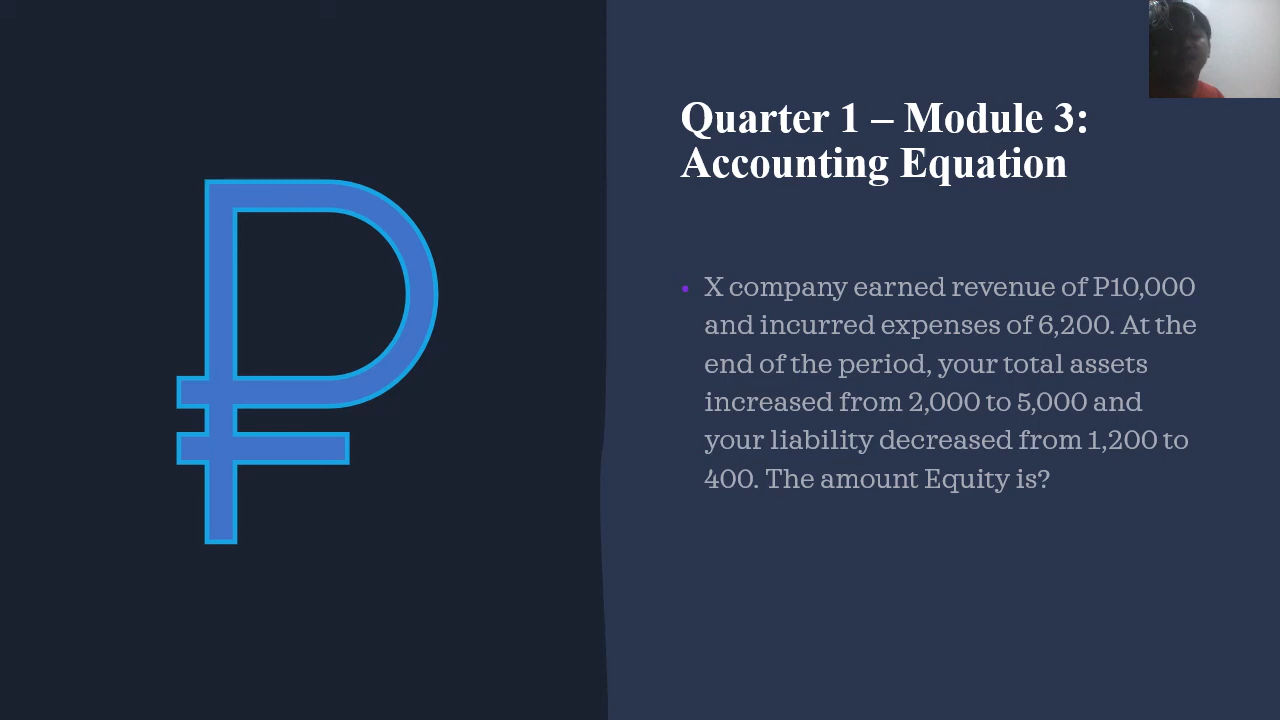 Quarter 1 – Module 3:
Accounting Equation
• X company earned revenue of P10,000
and incurred expenses of 6,200. At the
end of the period, your total assets
increased from 2,000 to 5,000 and
your liability decreased from 1,200 to
400. The amount Equity is?